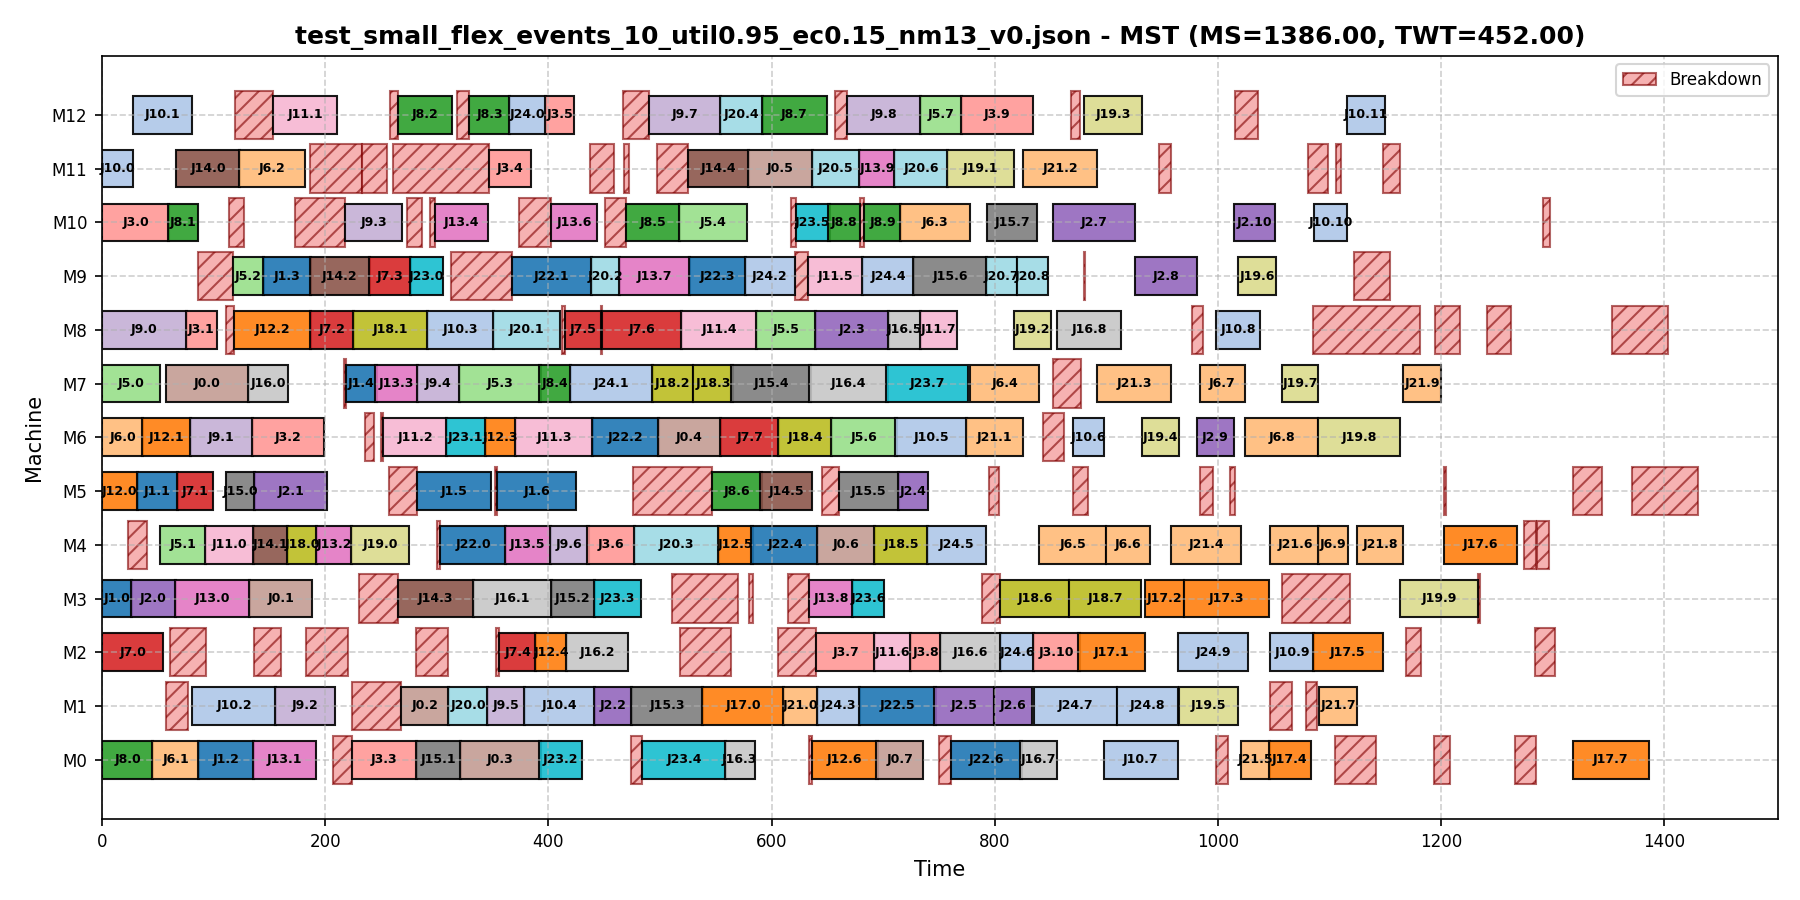 test_small_flex_events_10_util0.95_ec0.15_nm13_v0.json - MST (MS=1386.00, TWT=452.00)
Breakdown
M12 J10.1 J11.1 J8.2 J8.3 J24.0 J3.5 J9.7 J20.4 J8.7 J9.8 J5.7 J3.9 J19.3 J10.11
M11 J10.0 J14.0 J6.2 J3.4 J14.4 J0.5 J20.5 J13.9 J20.6 J19.1 J21.2
M10 J3.0 J8.1 J9.3 J13.4 J13.6 J8.5 J5.4 J23.5 J8.8 J8.9 J6.3 J15.7 J2.7 J2.10 J10.10
M9 J5.2 J1.3 J14.2 J7.3 J23.0 J22.1 J20.2 J13.7 J22.3 J24.2 J11.5 J24.4 J15.6 J20.7 J20.8 J2.8 J19.6
M8 J9.0 J3.1 J12.2 J7.2 J18.1 J10.3 J20.1 J7.5 J7.6 J11.4 J5.5 J2.3 J16.5 J11.7 J19.2 J16.8 J10.8
M7 J5.0 J0.0 J16.0 J1.4 J13.3 J9.4 J5.3 J8.4 J24.1 J18.2 J18.3 J15.4 J16.4 J23.7 J6.4 J21.3 J6.7 J19.7 J21.9
M6 J6.0 J12.1 J9.1 J3.2 J11.2 J23.1 J12.3 J11.3 J22.2 J0.4 J7.7 J18.4 J5.6 J10.5 J21.1 J10.6 J19.4 J2.9 J6.8 J19.8
M5 J12.0 J1.1 J7.1 J15.0 J2.1 J1.5 J1.6 J8.6 J14.5 J15.5 J2.4
M4 J5.1 J11.0 J14.1 J18.0 J13.2 J19.0 J22.0 J13.5 J9.6 J3.6 J20.3 J12.5 J22.4 J0.6 J18.5 J24.5 J6.5 J6.6 J21.4 J21.6 J6.9 J21.8 J17.6
M3 J1.0 J2.0 J13.0 J0.1 J14.3 J16.1 J15.2 J23.3 J13.8 J23.6 J18.6 J18.7 J17.2 J17.3 J19.9
M2 J7.0 J7.4 J12.4 J16.2 J3.7 J11.6 J3.8 J16.6 J24.6 J3.10 J17.1 J24.9 J10.9 J17.5
M1 J10.2 J9.2 J0.2 J20.0 J9.5 J10.4 J2.2 J15.3 J17.0 J21.0 J24.3 J22.5 J2.5 J2.6 J24.7 J24.8 J19.5 J21.7
M0 J8.0 J6.1 J1.2 J13.1 J3.3 J15.1 J0.3 J23.2 J23.4 J16.3 J12.6 J0.7 J22.6 J16.7 J10.7 J21.5 J17.4 J17.7
0 200 400 600 800 1000 1200 1400
Time
Machine